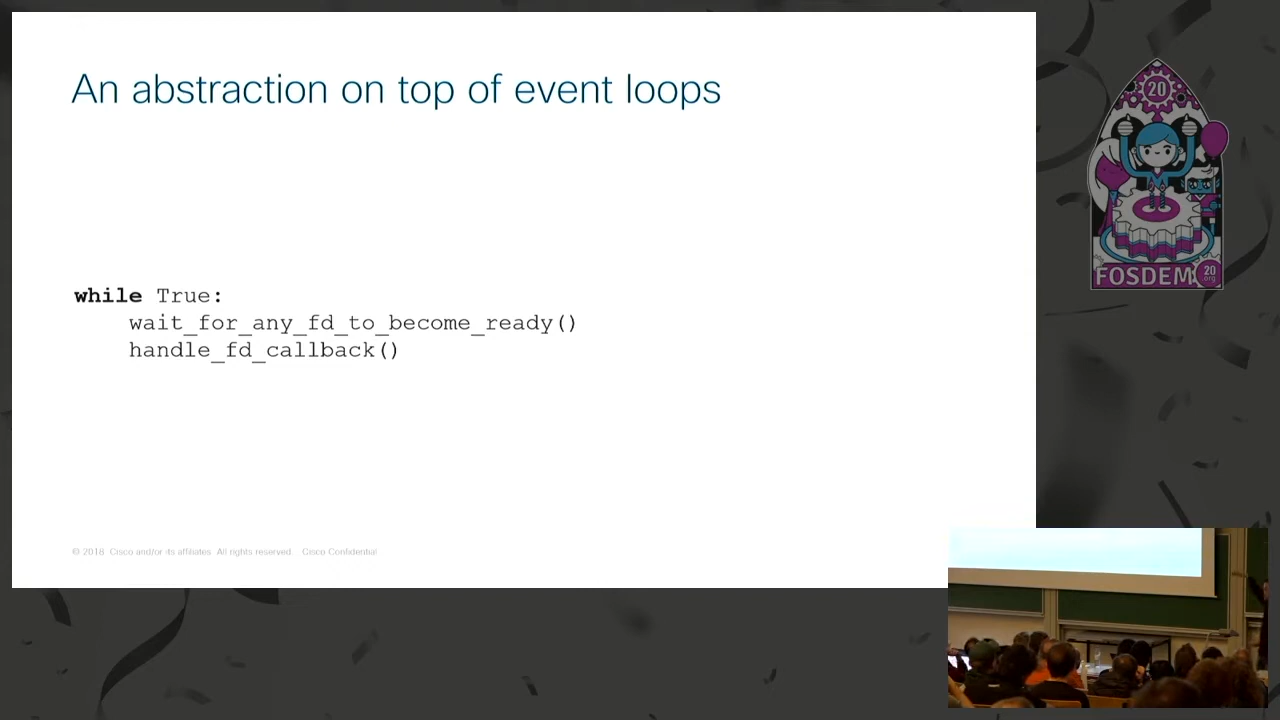 An abstraction on top of event loops
while True:
    wait_for_any_fd_to_become_ready()
    handle_fd_callback()
© 2018 Cisco and/or its affiliates. All rights reserved. Cisco Confidential
20
FOSDEM
20
.org